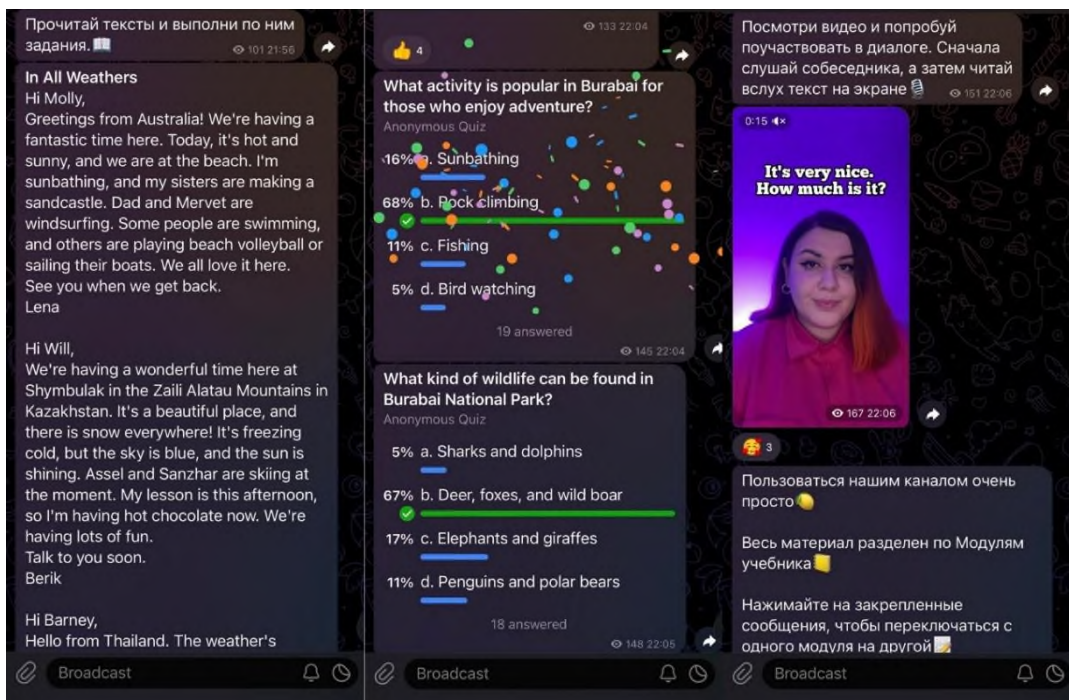 Прочитай тексты и выполни по ним
задания.📖
101 21:56
In All Weathers
Hi Molly,
Greetings from Australia! We're having a
fantastic time here. Today, it's hot and
sunny, and we are at the beach. I'm
sunbathing, and my sisters are making a
sandcastle. Dad and Mervet are
windsurfing. Some people are swimming,
and others are playing beach volleyball or
sailing their boats. We all love it here.
See you when we get back.
Lena
Hi Will,
We're having a wonderful time here at
Shymbulak in the Zaili Alatau Mountains in
Kazakhstan. It's a beautiful place, and
there is snow everywhere! It's freezing
cold, but the sky is blue, and the sun is
shining. Assel and Sanzhar are skiing at
the moment. My lesson is this afternoon,
so I'm having hot chocolate now. We're
having lots of fun.
Talk to you soon.
Berik
Hi Barney,
Hello from Thailand. The weather's
Broadcast
133 22:04
👍 4
What activity is popular in Burabai for
those who enjoy adventure?
Anonymous Quiz
16% a. Sunbathing
68% b. Rock climbing
11% c. Fishing
5% d. Bird watching
19 answered
145 22:04
What kind of wildlife can be found in
Burabai National Park?
Anonymous Quiz
5% a. Sharks and dolphins
67% b. Deer, foxes, and wild boar
17% c. Elephants and giraffes
11% d. Penguins and polar bears
18 answered
148 22:05
Broadcast
Посмотри видео и попробуй
поучаствовать в диалоге. Сначала
слушай собеседника, а затем читай
вслух текст на экране🎙
151 22:06
0:15
It's very nice.
How much is it?
167 22:06
🥰 3
Пользоваться нашим каналом очень
просто🍋
Весь материал разделен по Модулям
учебника📒
Нажимайте на закрепленные
сообщения, чтобы переключаться с
одного модуля на другой📝
Broadcast